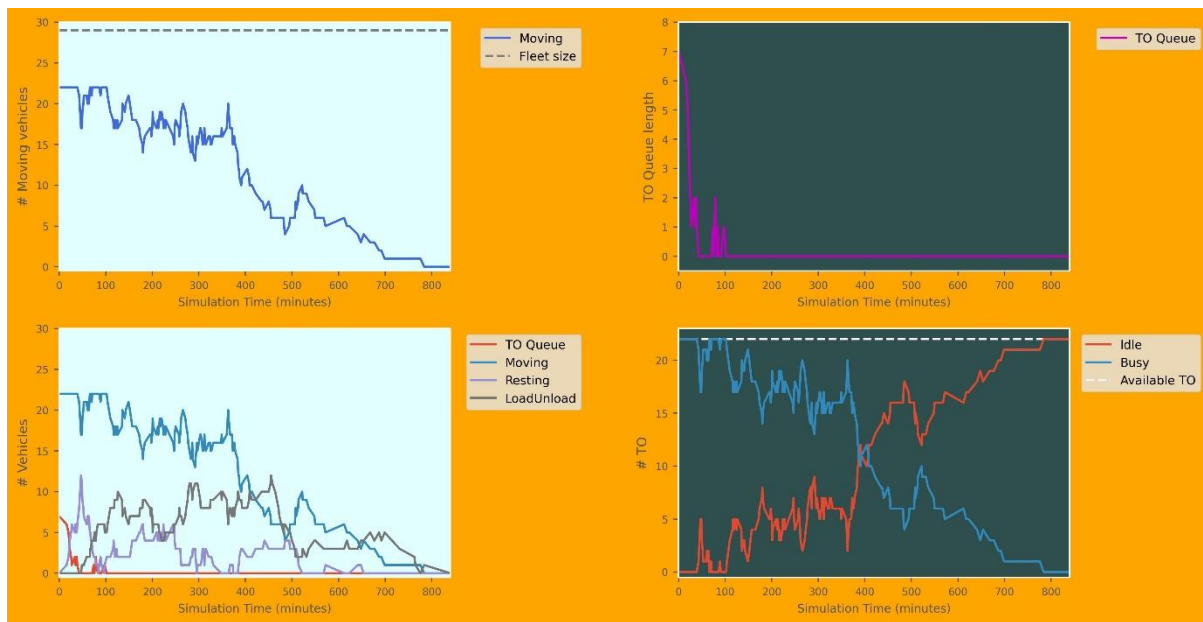 # Moving vehicles
30
25
20
15
10
5
0
0 100 200 300 400 500 600 700 800
Simulation Time (minutes)
Moving
Fleet size
TO Queue length
8
7
6
5
4
3
2
1
0
0 100 200 300 400 500 600 700 800
Simulation Time (minutes)
TO Queue
# Vehicles
30
25
20
15
10
5
0
0 100 200 300 400 500 600 700 800
Simulation Time (minutes)
TO Queue
Moving
Resting
LoadUnload
# TO
20
15
10
5
0
0 100 200 300 400 500 600 700 800
Simulation Time (minutes)
Idle
Busy
Available TO